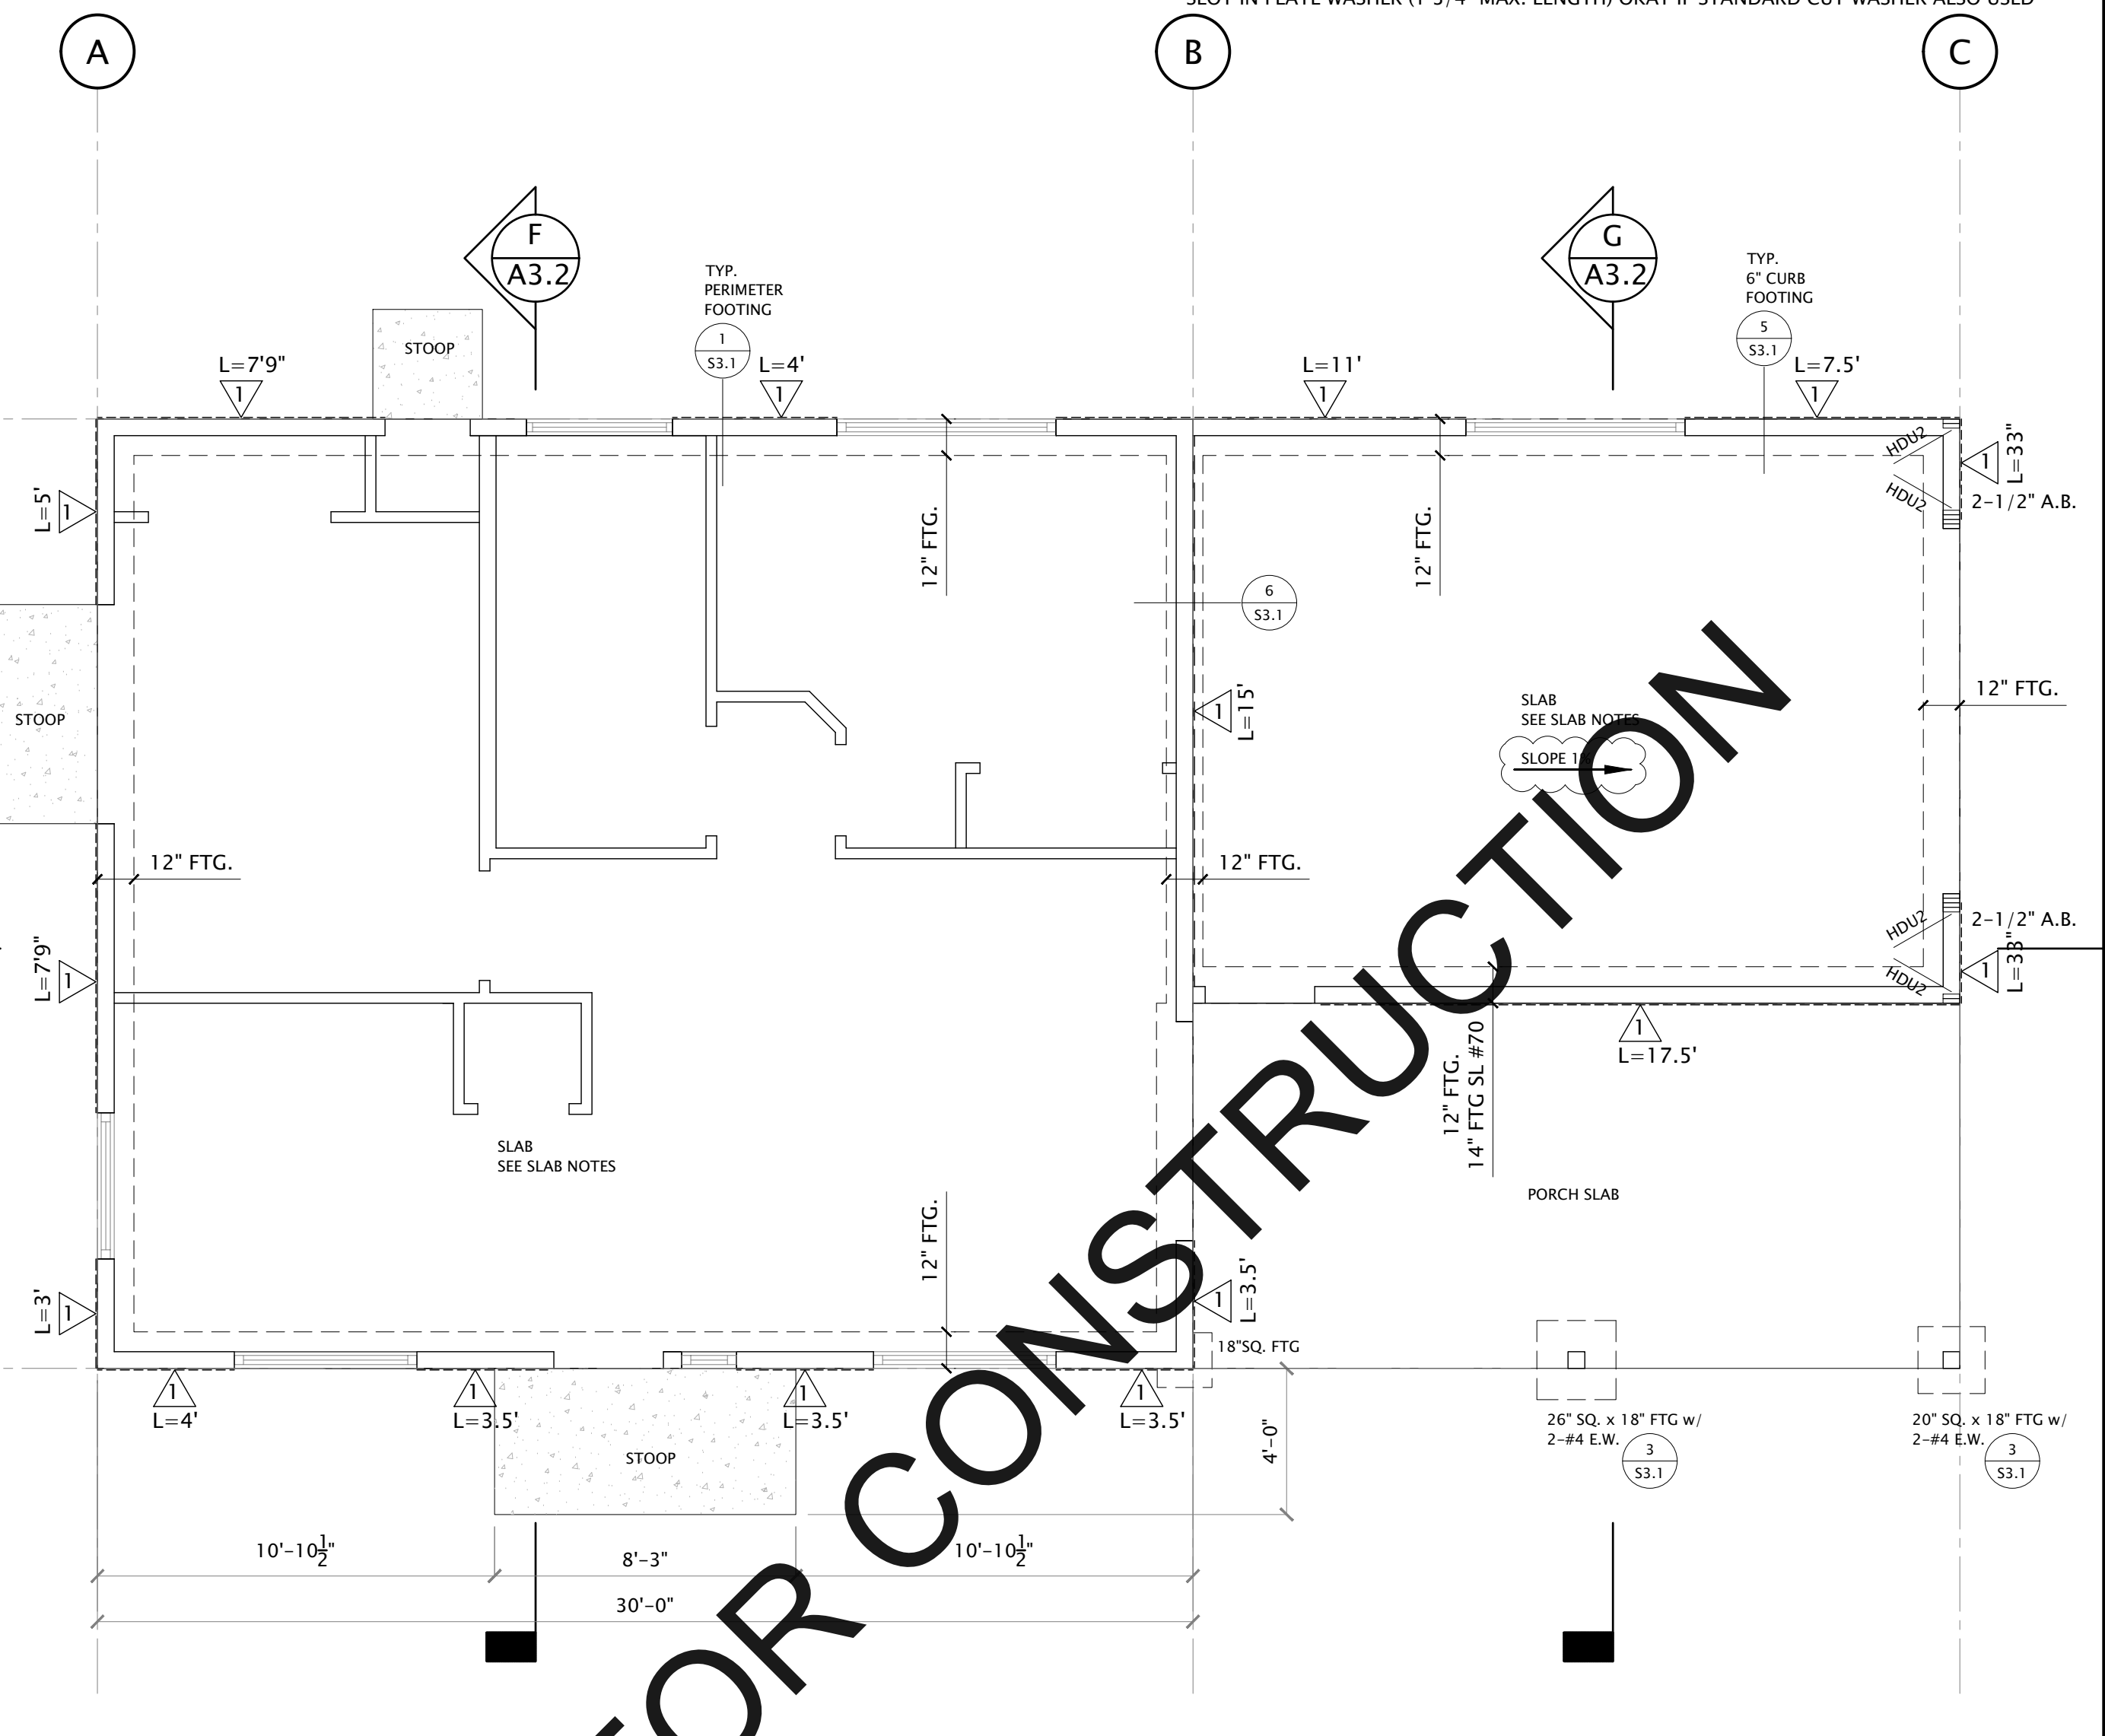 SLOT IN PLATE WASHER (1-3/4" MAX. LENGTH) OKAY IF STANDARD CUT WASHER ALSO USED
A
B
C
F
A3.2
G
A3.2
TYP.
PERIMETER
FOOTING
1
S3.1
TYP.
6" CURB
FOOTING
5
S3.1
STOOP
L=7'9"
1
L=4'
1
L=11'
1
L=7.5'
1
HDU2
HDU2
1
L=33"
2-1/2" A.B.
L=5'
1
12" FTG.
12" FTG.
6
S3.1
STOOP
1
L=15'
SLAB
SEE SLAB NOTES
SLOPE 1%
12" FTG.
12" FTG.
12" FTG.
HDU2
HDU2
2-1/2" A.B.
1
L=33"
L=7'9"
1
1
L=17.5'
12" FTG.
14" FTG SL #70
SLAB
SEE SLAB NOTES
PORCH SLAB
12" FTG.
L=3'
1
1
L=3.5'
18"SQ. FTG
1
L=4'
1
L=3.5'
1
L=3.5'
1
L=3.5'
STOOP
4'-0"
26" SQ. x 18" FTG w/
2-#4 E.W.
3
S3.1
20" SQ. x 18" FTG w/
2-#4 E.W.
3
S3.1
10'-10½"
8'-3"
10'-10½"
30'-0"
FOR CONSTRUCTION